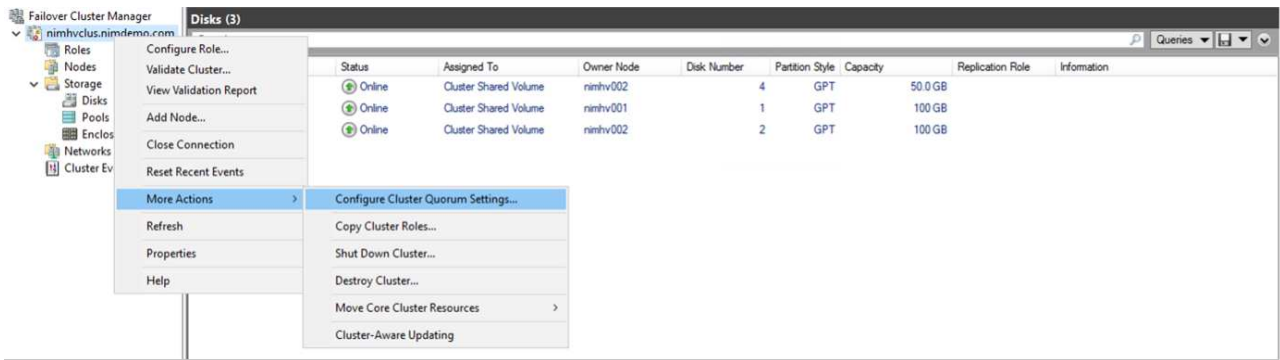 Failover Cluster Manager
nimhvclus.nimdemo.com
Roles
Nodes
Storage
Disks
Pools
Enclos
Networks
Cluster Ev
Disks (3)
Queries
Status Assigned To Owner Node Disk Number Partition Style Capacity Replication Role Information
Online Cluster Shared Volume nimhv002 4 GPT 50.0 GB
Online Cluster Shared Volume nimhv001 1 GPT 100 GB
Online Cluster Shared Volume nimhv002 2 GPT 100 GB
Configure Role...
Validate Cluster...
View Validation Report
Add Node...
Close Connection
Reset Recent Events
More Actions >
Refresh
Properties
Help
Configure Cluster Quorum Settings...
Copy Cluster Roles...
Shut Down Cluster...
Destroy Cluster...
Move Core Cluster Resources >
Cluster-Aware Updating